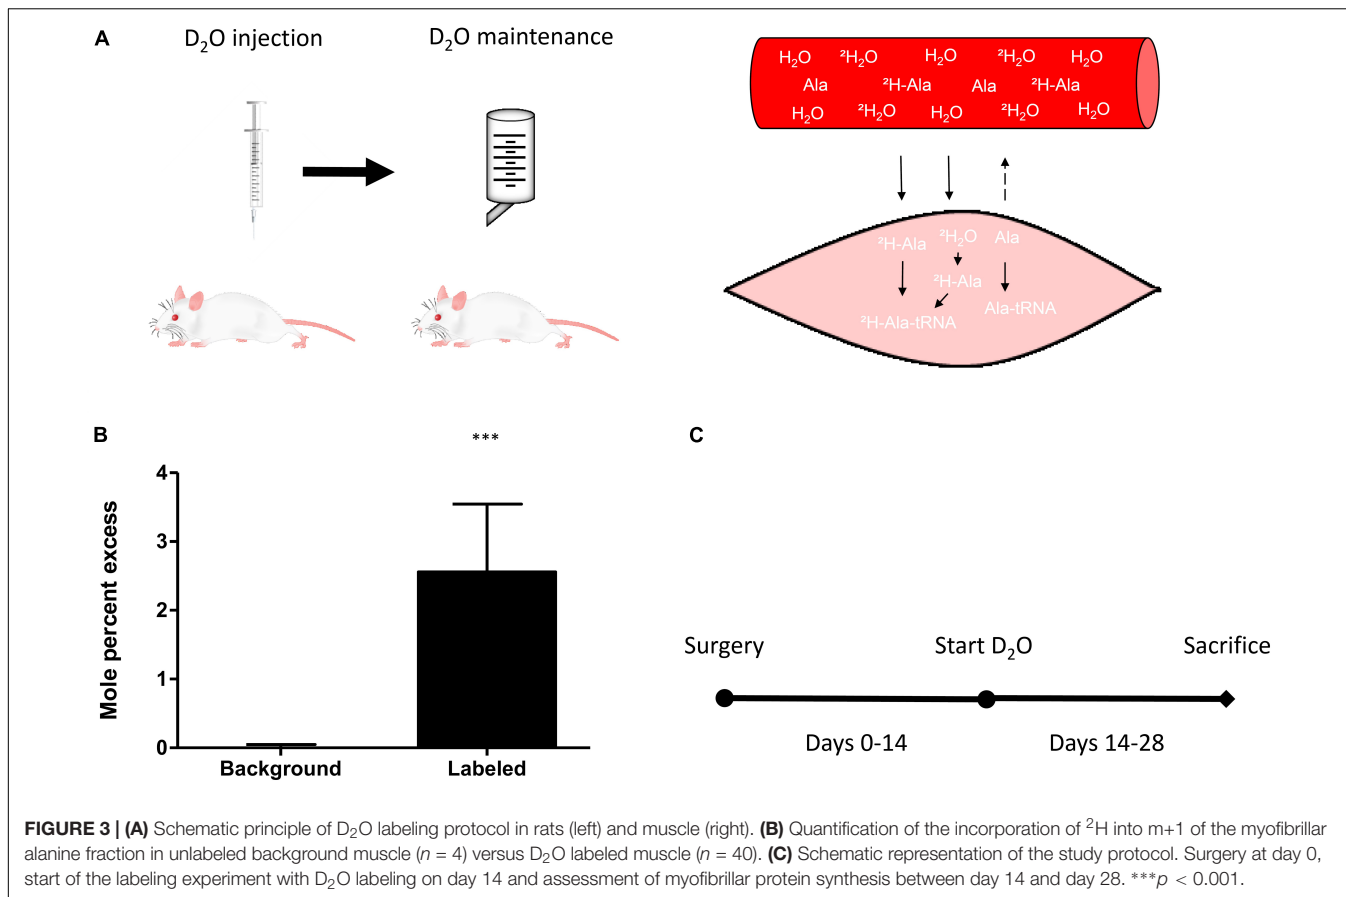 A
D₂O injection
D₂O maintenance
H₂O ²H₂O H₂O ²H₂O H₂O
Ala ²H-Ala Ala ²H-Ala
H₂O ²H₂O H₂O ²H₂O H₂O
²H-Ala ²H₂O Ala
²H-Ala
²H-Ala-tRNA Ala-tRNA
B
***
Mole percent excess
4
3
2
1
0
Background Labeled
C
Surgery Start D₂O Sacrifice
Days 0-14 Days 14-28
FIGURE 3 | (A) Schematic principle of D₂O labeling protocol in rats (left) and muscle (right). (B) Quantification of the incorporation of ²H into m+1 of the myofibrillar
alanine fraction in unlabeled background muscle (n = 4) versus D₂O labeled muscle (n = 40). (C) Schematic representation of the study protocol. Surgery at day 0,
start of the labeling experiment with D₂O labeling on day 14 and assessment of myofibrillar protein synthesis between day 14 and day 28. ***p < 0.001.